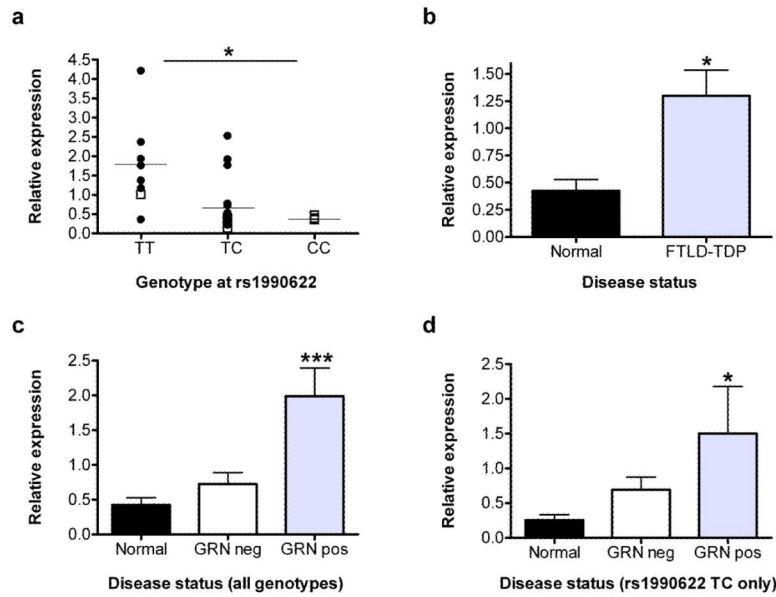 a
Relative expression
4.5
4.0
3.5
3.0
2.5
2.0
1.5
1.0
0.5
0.0
*
TT TC CC
Genotype at rs1990622
b
Relative expression
1.50
1.25
1.00
0.75
0.50
0.25
0.00
*
Normal FTLD-TDP
Disease status
c
Relative expression
2.5
2.0
1.5
1.0
0.5
0.0
***
Normal GRN neg GRN pos
Disease status (all genotypes)
d
Relative expression
2.5
2.0
1.5
1.0
0.5
0.0
*
Normal GRN neg GRN pos
Disease status (rs1990622 TC only)